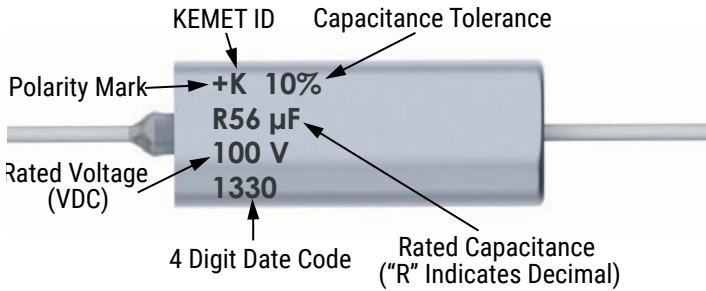 KEMET ID
Capacitance Tolerance
Polarity Mark
+K 10%
R56 µF
100 V
1330
Rated Voltage
(VDC)
4 Digit Date Code
Rated Capacitance
(“R” Indicates Decimal)